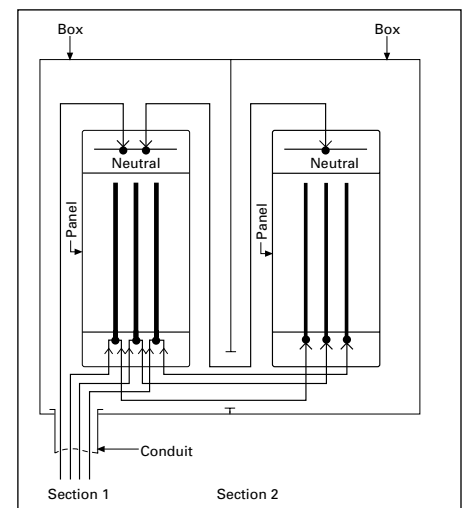 Box
Box
Neutral
Neutral
Panel
Panel
Conduit
Section 1
Section 2